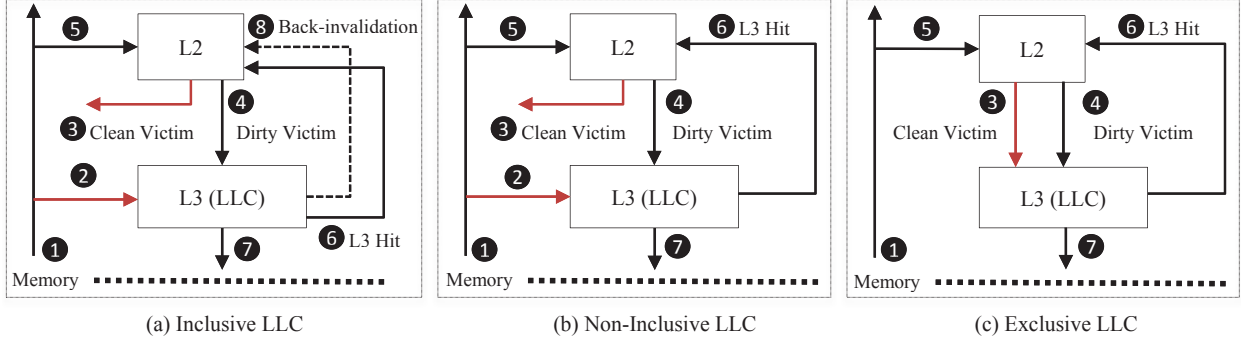 5
8 Back-invalidation
L2
4
3 Clean Victim
Dirty Victim
2
L3 (LLC)
1
7
6 L3 Hit
Memory
(a) Inclusive LLC
5
6 L3 Hit
L2
4
3 Clean Victim
Dirty Victim
2
L3 (LLC)
1
7
Memory
(b) Non-Inclusive LLC
5
6
L3 Hit
L2
3
4
Clean Victim
Dirty Victim
L3 (LLC)
1
7
Memory
(c) Exclusive LLC